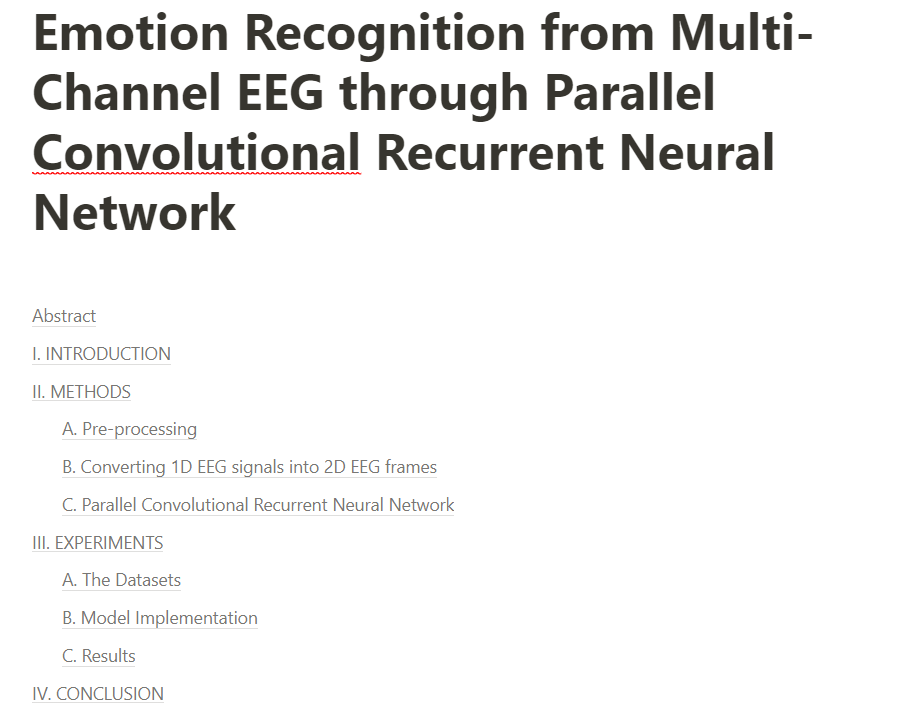 Emotion Recognition from Multi-
Channel EEG through Parallel
Convolutional Recurrent Neural
Network
Abstract
I. INTRODUCTION
II. METHODS
A. Pre-processing
B. Converting 1D EEG signals into 2D EEG frames
C. Parallel Convolutional Recurrent Neural Network
III. EXPERIMENTS
A. The Datasets
B. Model Implementation
C. Results
IV. CONCLUSION